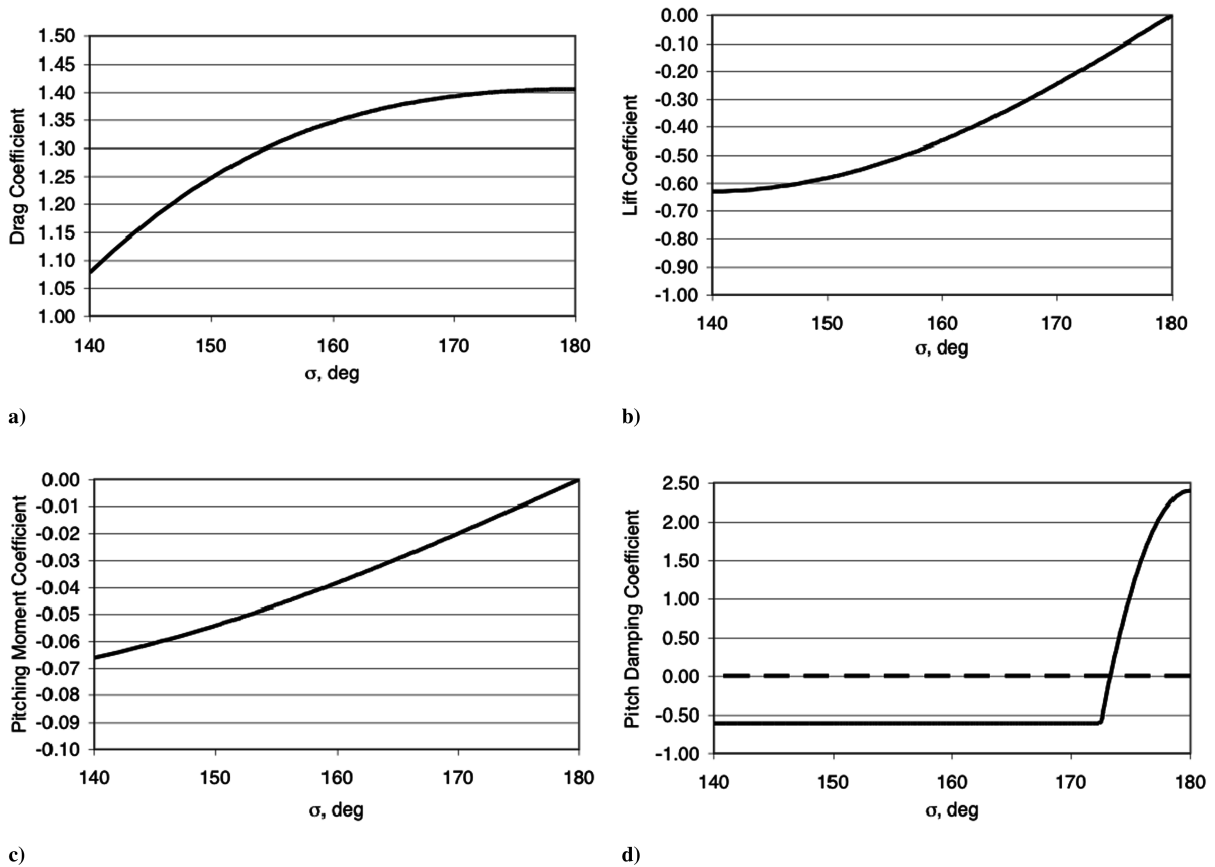 Drag Coefficient
1.50
1.45
1.40
1.35
1.30
1.25
1.20
1.15
1.10
1.05
1.00
140 150 160 170 180
σ, deg
a)
Lift Coefficient
0.00
-0.10
-0.20
-0.30
-0.40
-0.50
-0.60
-0.70
-0.80
-0.90
-1.00
140 150 160 170 180
σ, deg
b)
Pitching Moment Coefficient
0.00
-0.01
-0.02
-0.03
-0.04
-0.05
-0.06
-0.07
-0.08
-0.09
-0.10
140 150 160 170 180
σ, deg
c)
Pitch Damping Coefficient
2.50
2.00
1.50
1.00
0.50
0.00
-0.50
-1.00
140 150 160 170 180
σ, deg
d)